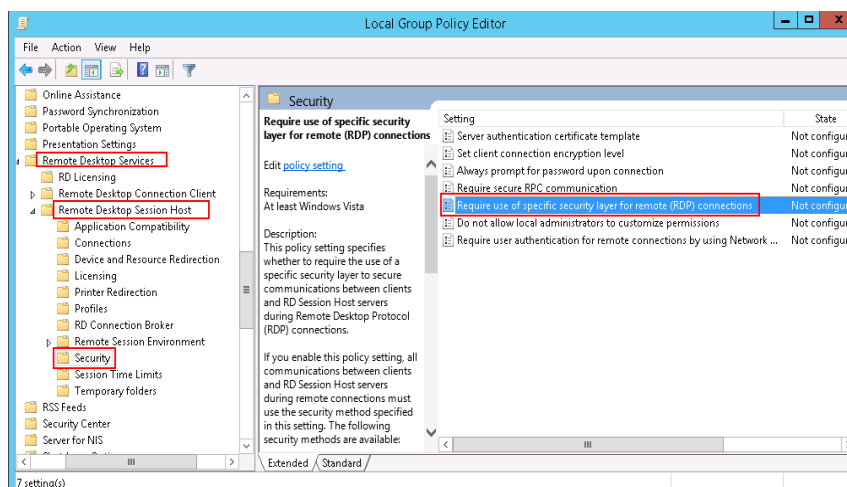 Local Group Policy Editor
File Action View Help
Online Assistance
Password Synchronization
Portable Operating System
Presentation Settings
Remote Desktop Services
RD Licensing
Remote Desktop Connection Client
Remote Desktop Session Host
Application Compatibility
Connections
Device and Resource Redirection
Licensing
Printer Redirection
Profiles
RD Connection Broker
Remote Session Environment
Security
Session Time Limits
Temporary folders
RSS Feeds
Security Center
Server for NIS
Security
Require use of specific security
layer for remote (RDP) connections
Edit policy setting
Requirements:
At least Windows Vista
Description:
This policy setting specifies
whether to require the use of a
specific security layer to secure
communications between clients
and RD Session Host servers
during Remote Desktop Protocol
(RDP) connections.
If you enable this policy setting, all
communications between clients
and RD Session Host servers
during remote connections must
use the security method specified
in this setting. The following
security methods are available:
Setting State
Server authentication certificate template Not configur
Set client connection encryption level Not configur
Always prompt for password upon connection Not configur
Require secure RPC communication Not configur
Require use of specific security layer for remote (RDP) connections Not configur
Do not allow local administrators to customize permissions Not configur
Require user authentication for remote connections by using Network ... Not configur
Extended Standard
7 setting(s)